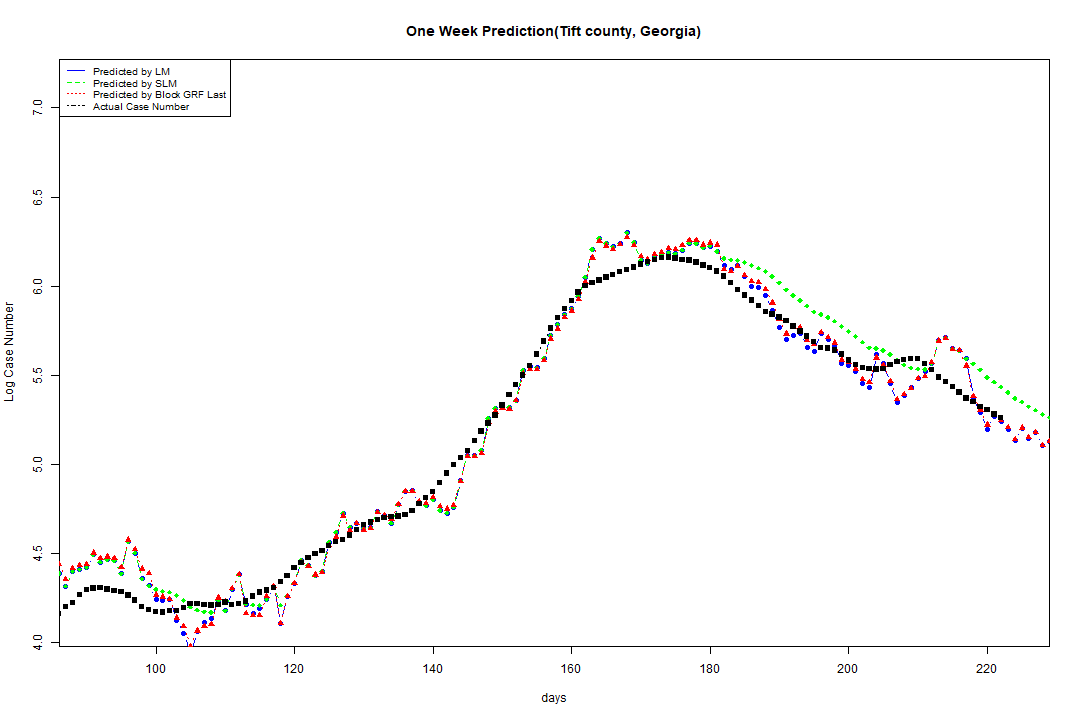 One Week Prediction(Tift county, Georgia)
Predicted by LM
Predicted by SLM
Predicted by Block GRF Last
Actual Case Number
7.0
6.5
6.0
5.5
5.0
4.5
4.0
Log Case Number
100 120 140 160 180 200 220
days